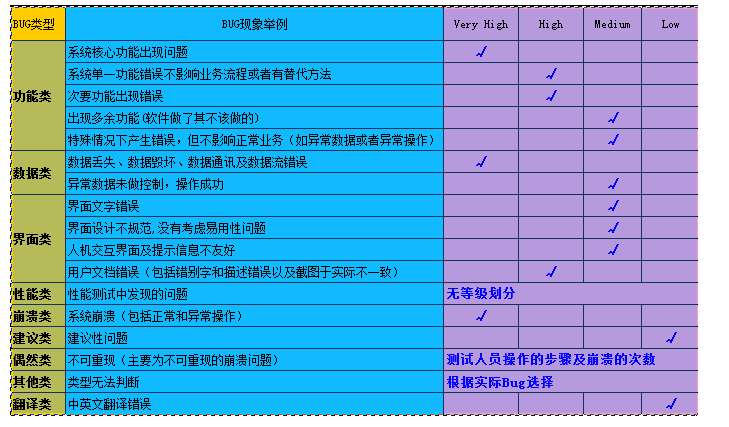 BUG类型 BUG现象举例 Very High High Medium Low
功能类 系统核心功能出现问题 √
系统单一功能错误不影响业务流程或者有替代方法 √
次要功能出现错误 √
出现多余功能(软件做了其不该做的) √
特殊情况下产生错误，但不影响正常业务（如异常数据或者异常操作） √
数据类 数据丢失、数据毁坏、数据通讯及数据流错误 √
异常数据未做控制，操作成功 √
界面类 界面文字错误 √
界面设计不规范,没有考虑易用性问题 √
人机交互界面及提示信息不友好 √
用户文档错误（包括错别字和描述错误以及截图于实际不一致） √
性能类 性能测试中发现的问题 无等级划分
崩溃类 系统崩溃（包括正常和异常操作） √
建议类 建议性问题 √
偶然类 不可重现（主要为不可重现的崩溃问题） 测试人员操作的步骤及崩溃的次数
其他类 类型无法判断 根据实际Bug选择
翻译类 中英文翻译错误 √